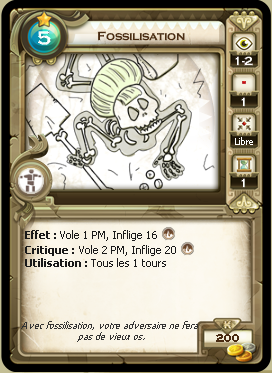 Fossilisation
5
1-2
1
Libre
1
Effet : Vole 1 PM, Inflige 16
Critique : Vole 2 PM, Inflige 20
Utilisation : Tous les 1 tours
Avec fossilisation, votre adversaire ne fera
pas de vieux os.
K
200